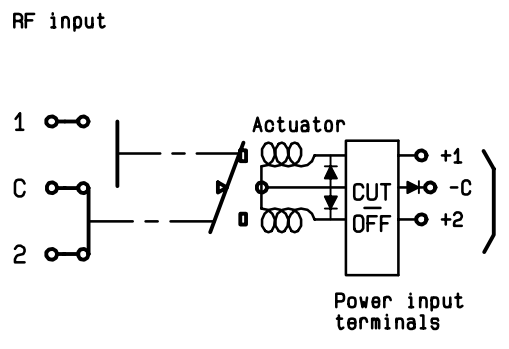 RF input
1
Actuator
+1
C
CUT
-C
OFF
+2
2
Power input
terminals